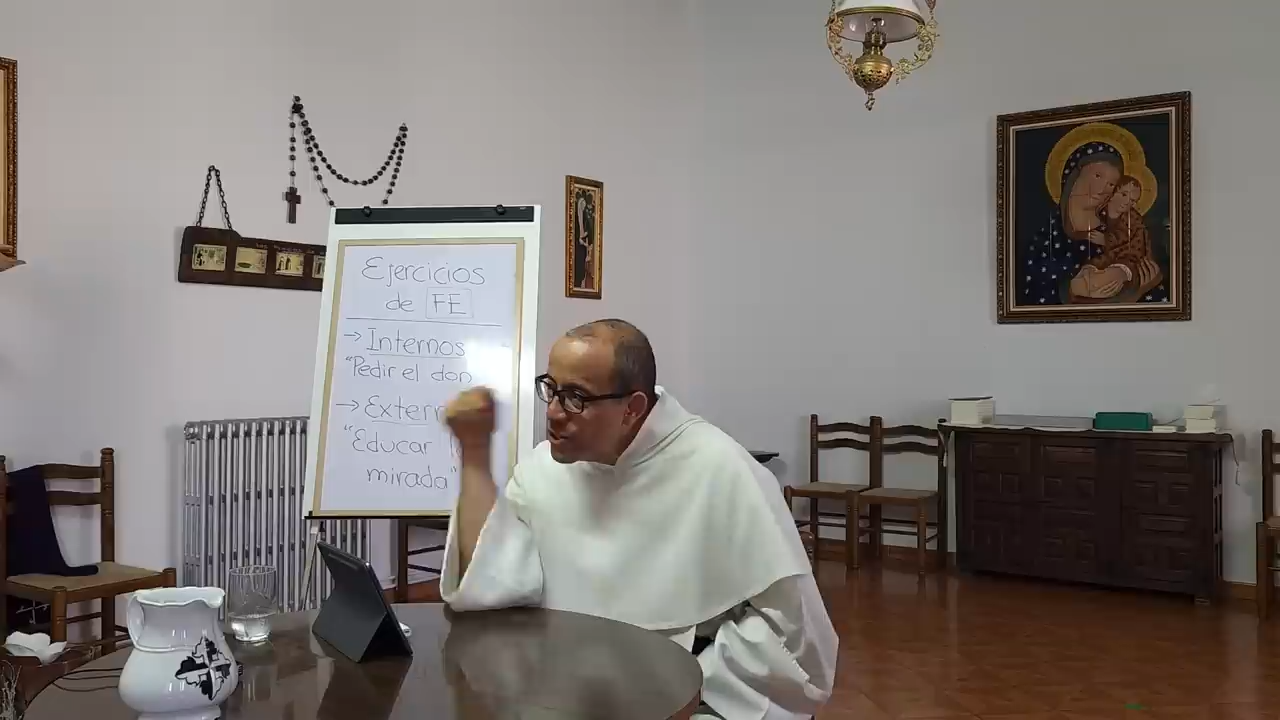 Ejercicios
de FE
→ Internos
"Pedir el don
→ Extern
"Educar
mirada"